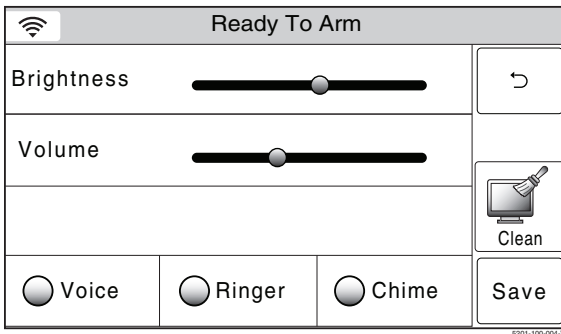 Ready To Arm
Brightness
Volume
Clean
Voice
Ringer
Chime
Save